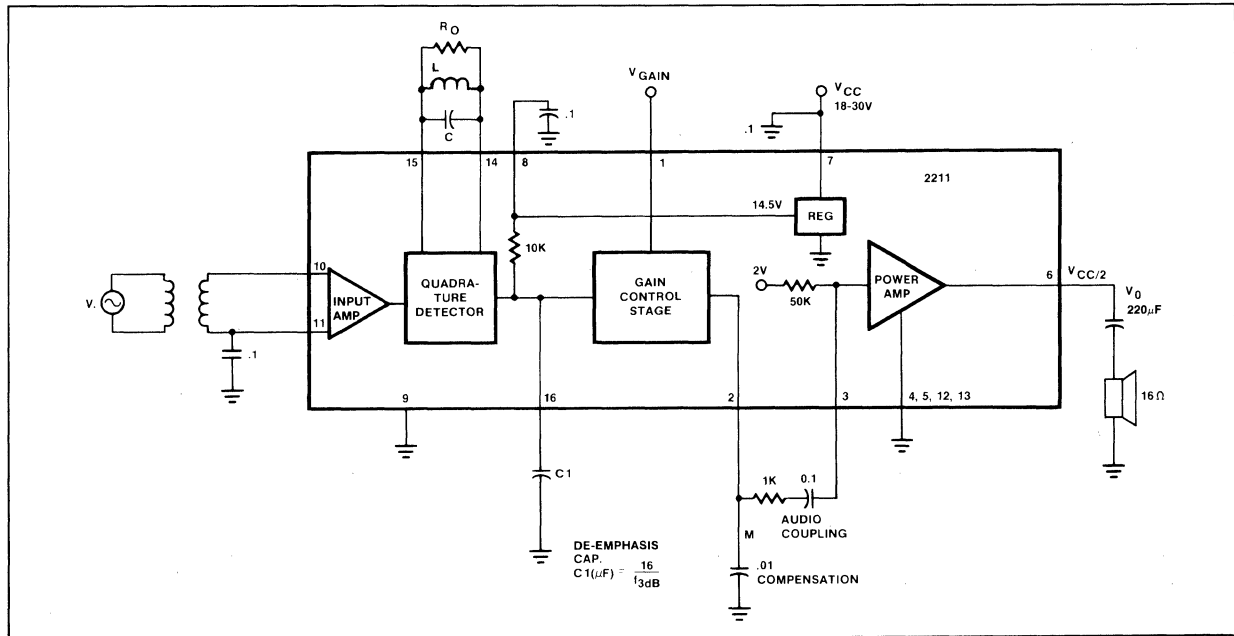 R O
L
C
.1
V GAIN
V CC
18-30V
.1
15
14
8
1
7
2211
14.5V
REG
10K
10
11
V.
INPUT
AMP.
QUADRA-
TURE
DETECTOR
GAIN
CONTROL
STAGE
2V
50K
POWER
AMP
6
V CC/2
V 0
220μF
.1
16Ω
9
16
2
3
4, 5, 12, 13
C1
1K
0.1
AUDIO
COUPLING
M
DE-EMPHASIS
CAP.
C1(μF) = 16
f3dB
.01
COMPENSATION